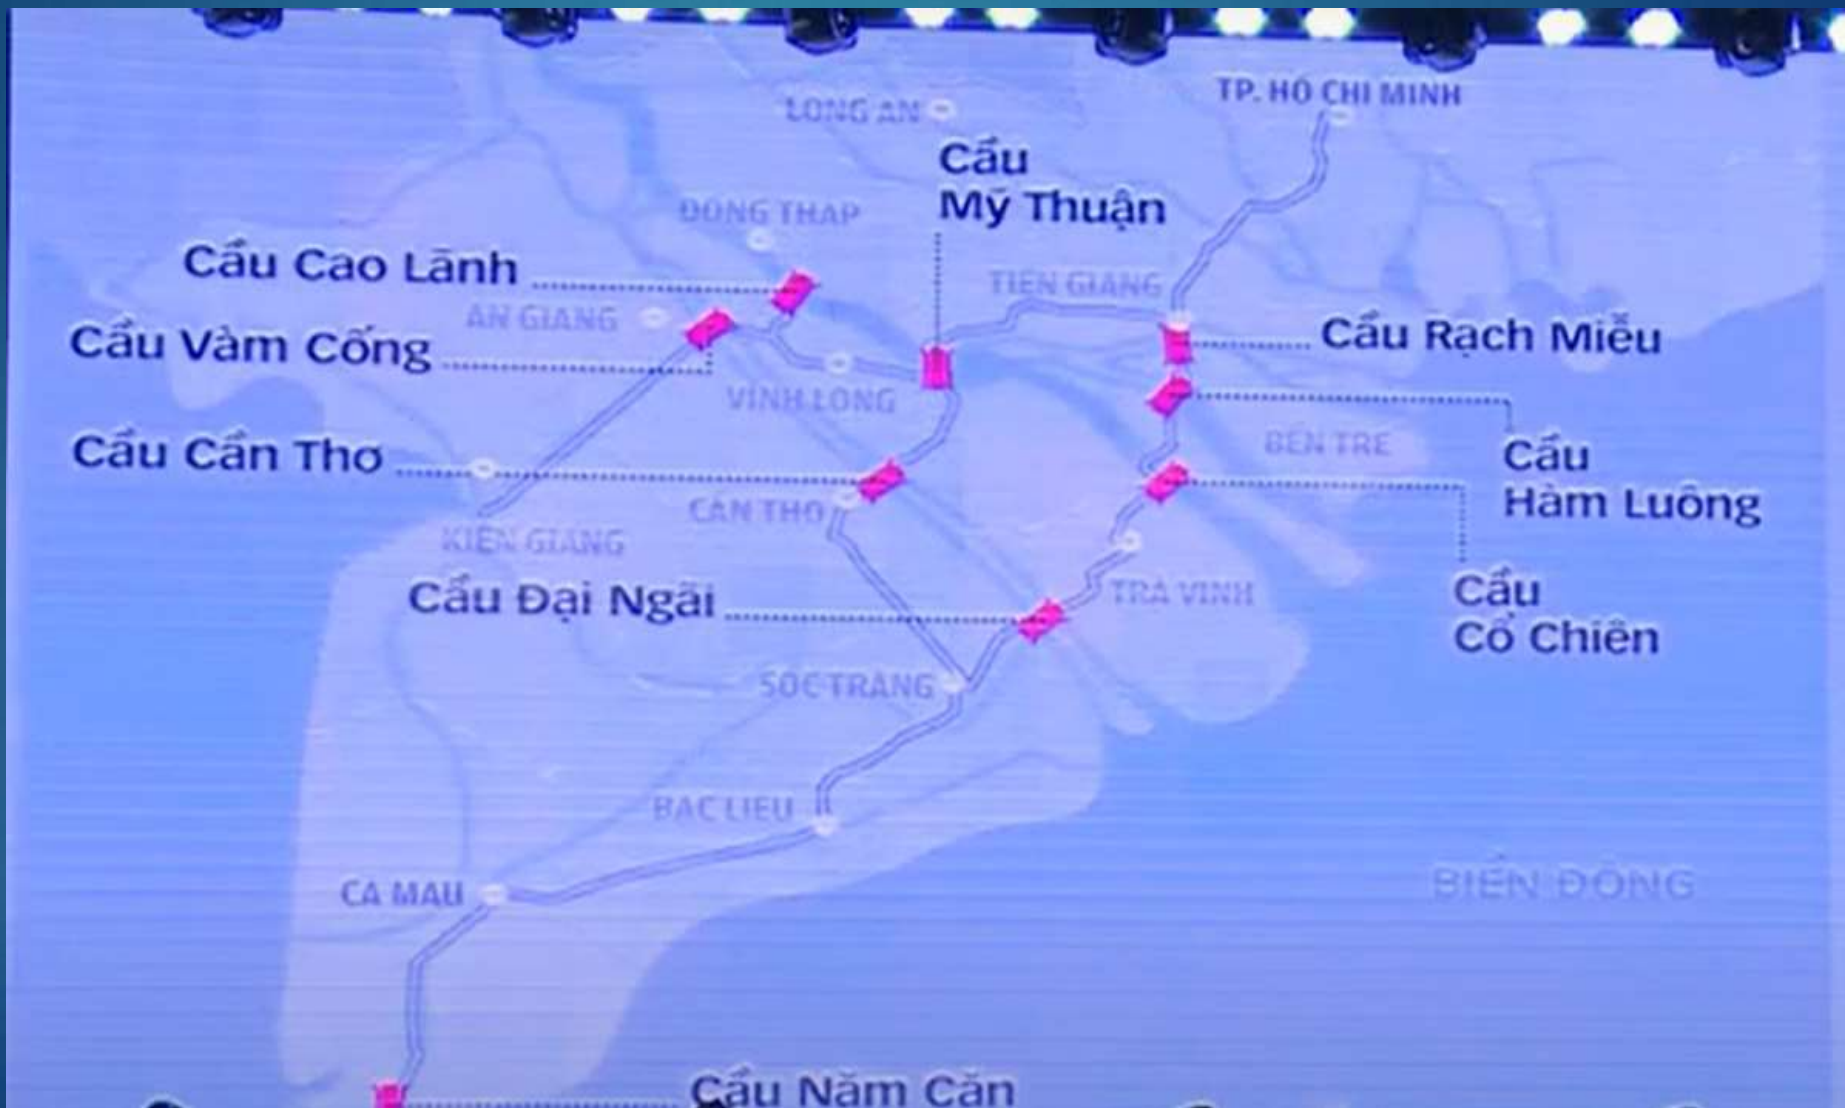 LONG AN
TP. HỒ CHÍ MINH
Cầu
Mỹ Thuận
ĐỒNG THÁP
Cầu Cao Lãnh
TIỀN GIANG
AN GIANG
Cầu Rạch Miễu
Cầu Vàm Cống
VĨNH LONG
Cầu Cần Thơ
BẾN TRE
Cầu
Hàm Luông
CẦN THƠ
KIÊN GIANG
Cầu Đại Ngãi
TRÀ VINH
Cầu
Cổ Chiên
SÓC TRĂNG
BẠC LIÊU
CÀ MAU
BIỂN ĐÔNG
Cầu Năm Căn